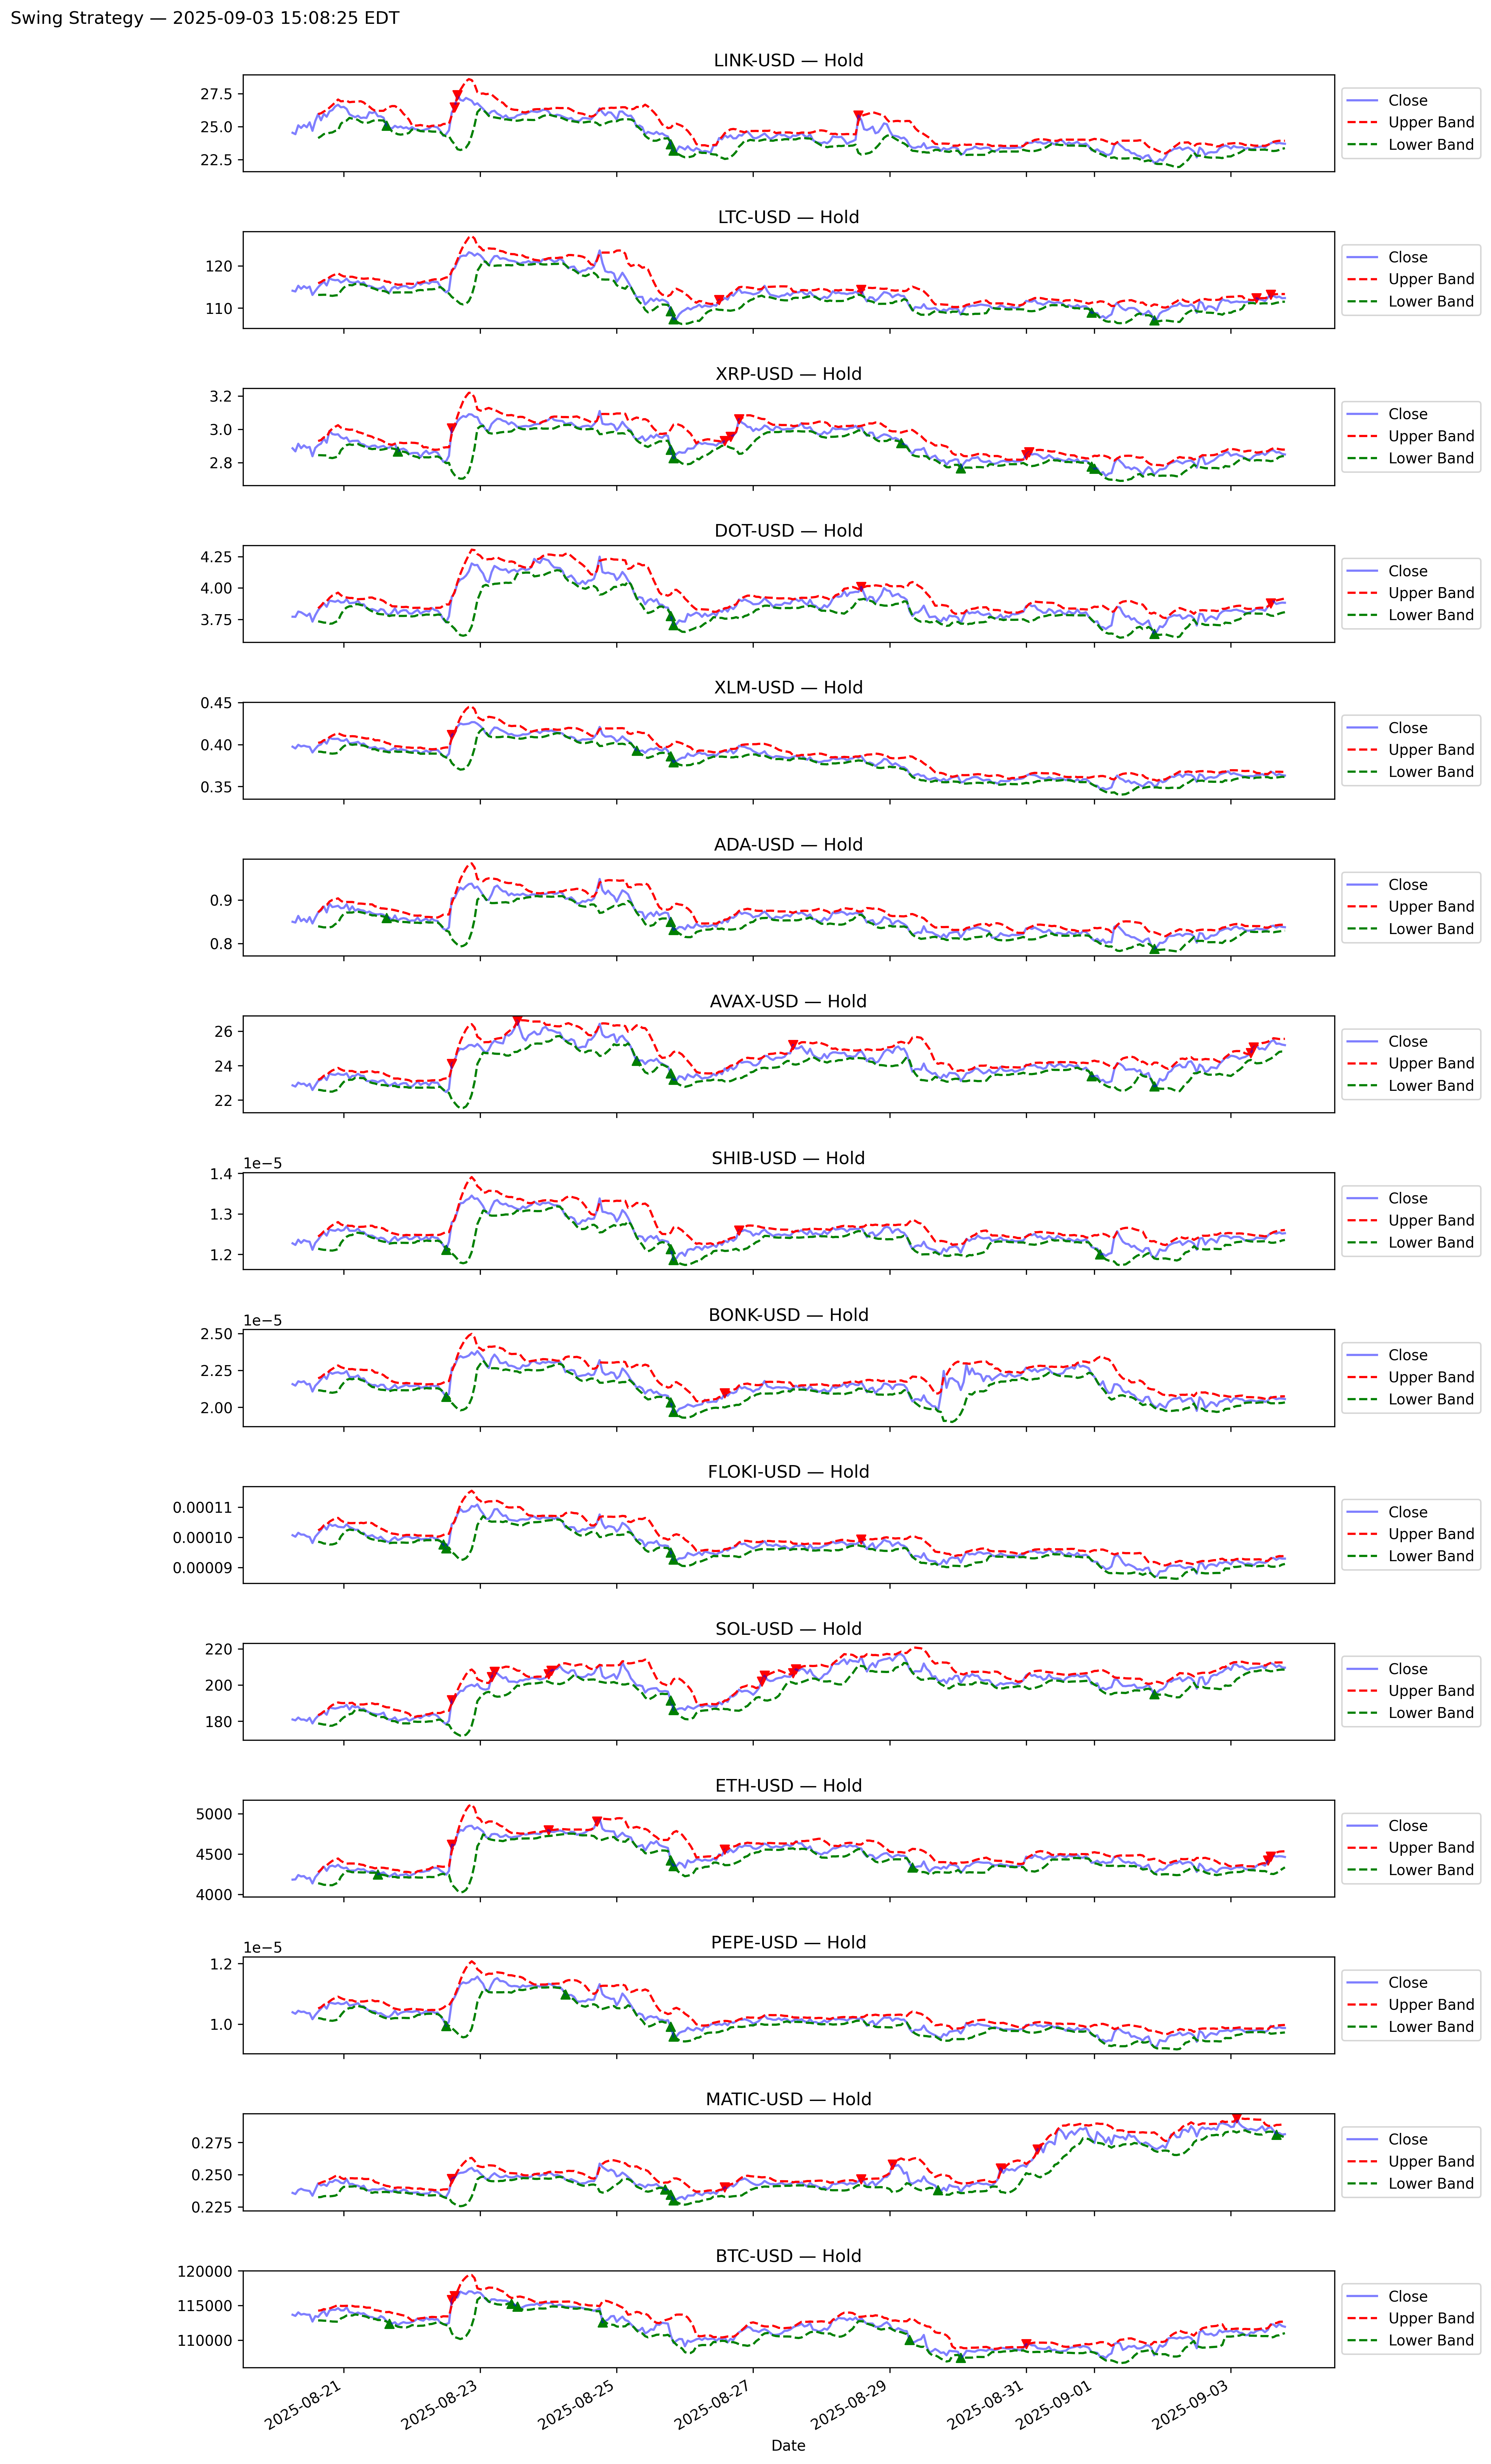 Swing Strategy — 2025-09-03 15:08:25 EDT
LINK-USD — Hold
27.5
25.0
22.5
Close
Upper Band
Lower Band
LTC-USD — Hold
120
110
Close
Upper Band
Lower Band
XRP-USD — Hold
3.2
3.0
2.8
Close
Upper Band
Lower Band
DOT-USD — Hold
4.25
4.00
3.75
Close
Upper Band
Lower Band
XLM-USD — Hold
0.45
0.40
0.35
Close
Upper Band
Lower Band
ADA-USD — Hold
0.9
0.8
Close
Upper Band
Lower Band
AVAX-USD — Hold
26
24
22
Close
Upper Band
Lower Band
SHIB-USD — Hold
1e−5
1.4
1.3
1.2
Close
Upper Band
Lower Band
BONK-USD — Hold
1e−5
2.50
2.25
2.00
Close
Upper Band
Lower Band
FLOKI-USD — Hold
0.00011
0.00010
0.00009
Close
Upper Band
Lower Band
SOL-USD — Hold
220
200
180
Close
Upper Band
Lower Band
ETH-USD — Hold
5000
4500
4000
Close
Upper Band
Lower Band
PEPE-USD — Hold
1e−5
1.2
1.0
Close
Upper Band
Lower Band
MATIC-USD — Hold
0.275
0.250
0.225
Close
Upper Band
Lower Band
BTC-USD — Hold
120000
115000
110000
Close
Upper Band
Lower Band
2025-08-21
2025-08-23
2025-08-25
2025-08-27
2025-08-29
2025-08-31
2025-09-01
2025-09-03
Date